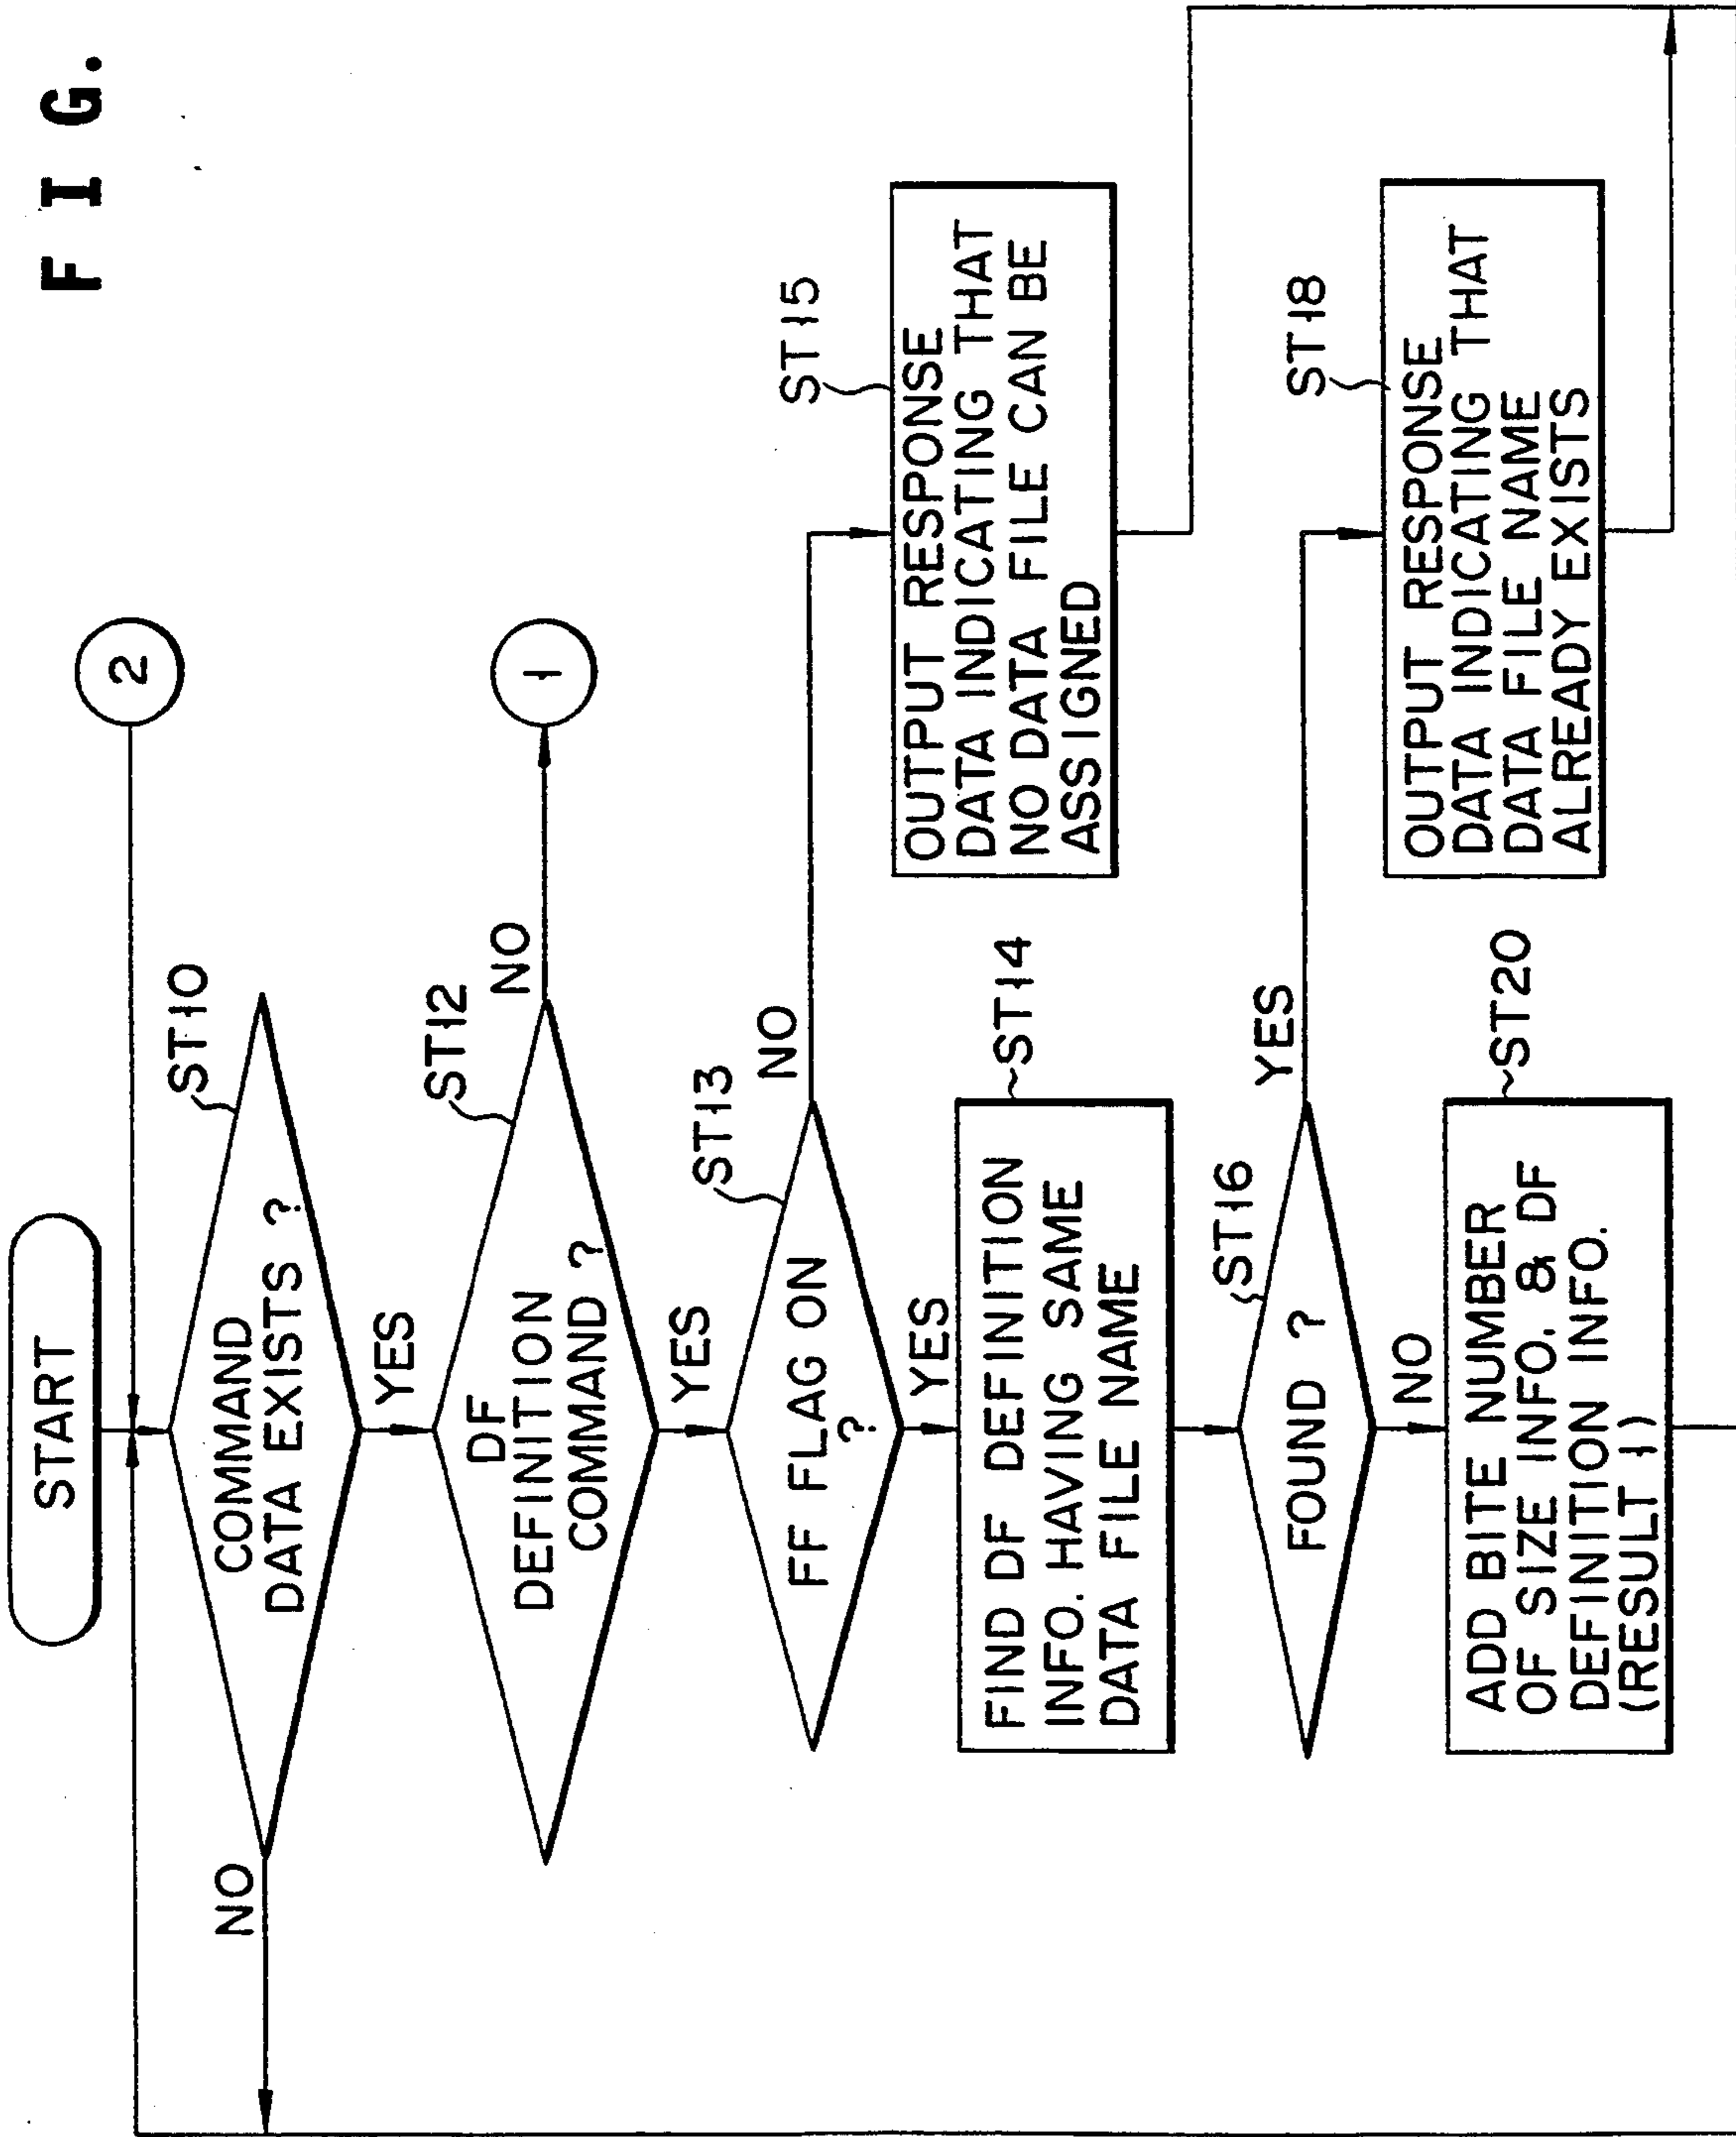 F I G.
START
2
ST10
COMMAND
DATA EXISTS ?
NO
YES
ST12
DF
DEFINITION
COMMAND ?
NO
1
YES
ST13
FF FLAG ON
?
NO
YES
ST15
OUTPUT RESPONSE
DATA INDICATING THAT
NO DATA FILE CAN BE
ASSIGNED
ST14
FIND DF DEFINITION
INFO. HAVING SAME
DATA FILE NAME
ST16
FOUND ?
YES
NO
ST18
OUTPUT RESPONSE
DATA INDICATING THAT
DATA FILE NAME
ALREADY EXISTS
ST20
ADD BITE NUMBER
OF SIZE INFO. & DF
DEFINITION INFO.
(RESULT 1)